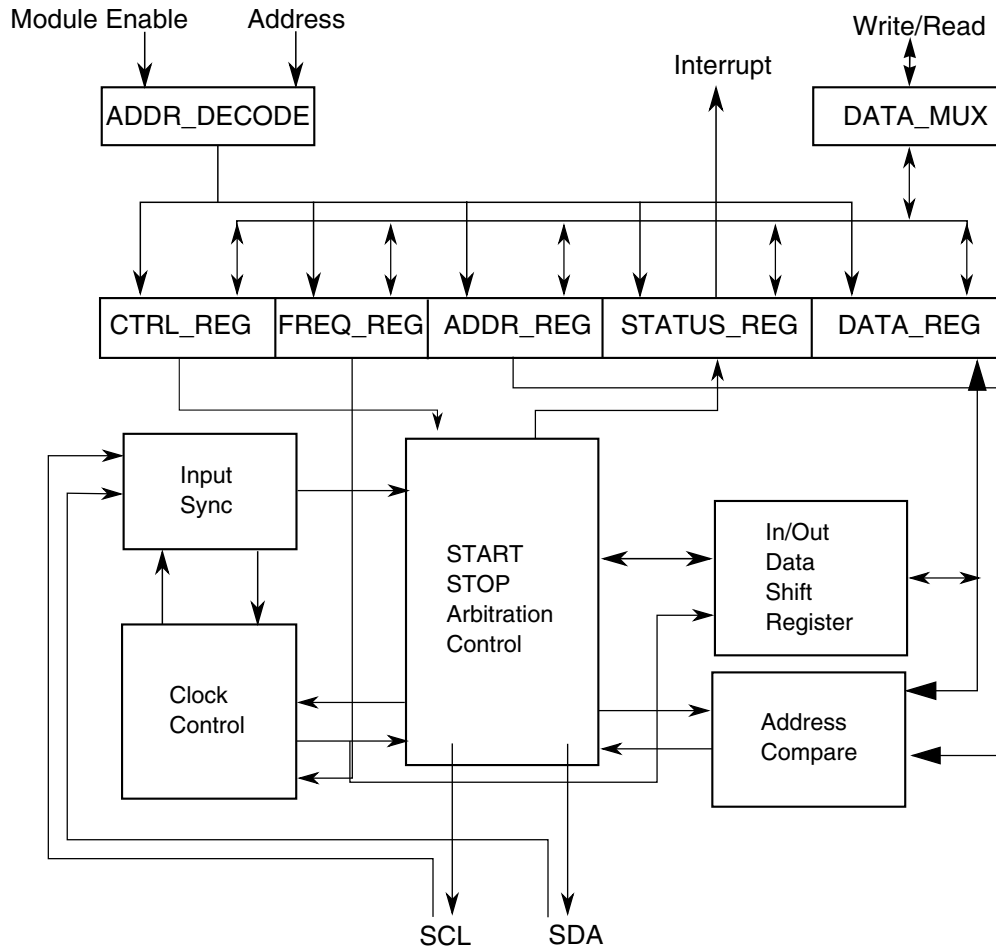 Module Enable
Address
Write/Read
Interrupt
ADDR_DECODE
DATA_MUX
CTRL_REG
FREQ_REG
ADDR_REG
STATUS_REG
DATA_REG
Input
Sync
START
STOP
Arbitration
Control
In/Out
Data
Shift
Register
Clock
Control
Address
Compare
SCL
SDA